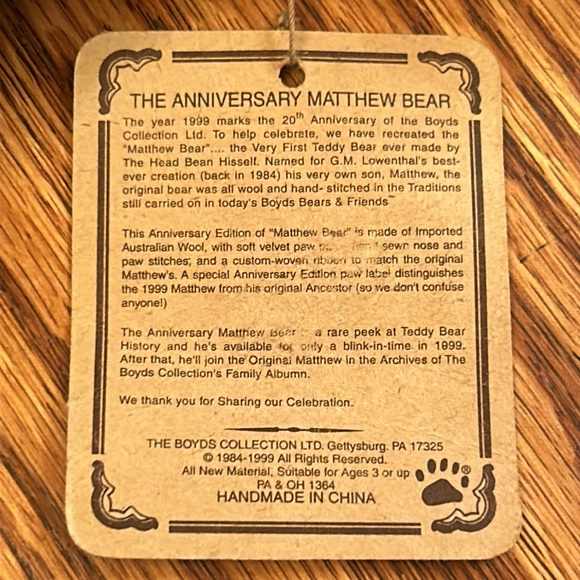 THE ANNIVERSARY MATTHEW BEAR
The year 1999 marks the 20th Anniversary of the Boyds
Collection Ltd. To help celebrate, we have recreated the
"Matthew Bear".... the Very First Teddy Bear ever made by
The Head Bean Hisself. Named for G.M. Lowenthal's best-
ever creation (back in 1984) his very own son, Matthew, the
original bear was all wool and hand- stitched in the Traditions
still carried on in today's Boyds Bears & Friends™
This Anniversary Edition of "Matthew Bear" is made of Imported
Australian Wool, with soft velvet paw sewn nose and
paw stitches, and a custom-woven ribbon to match the original
Matthew's. A special Anniversary Edition paw label distinguishes
the 1999 Matthew from his original Ancestor (so we don't confuse
anyone!)
The Anniversary Matthew Bear a rare peek at Teddy Bear
History and he's available for only a blink-in-time in 1999.
After that, he'll join the Original Matthew in the Archives of The
Boyds Collection's Family Albumn.
We thank you for Sharing our Celebration.
THE BOYDS COLLECTION LTD. Gettysburg, PA 17325
© 1984-1999 All Rights Reserved.
All New Material, Suitable for Ages 3 or up
PA & OH 1364
HANDMADE IN CHINA
®